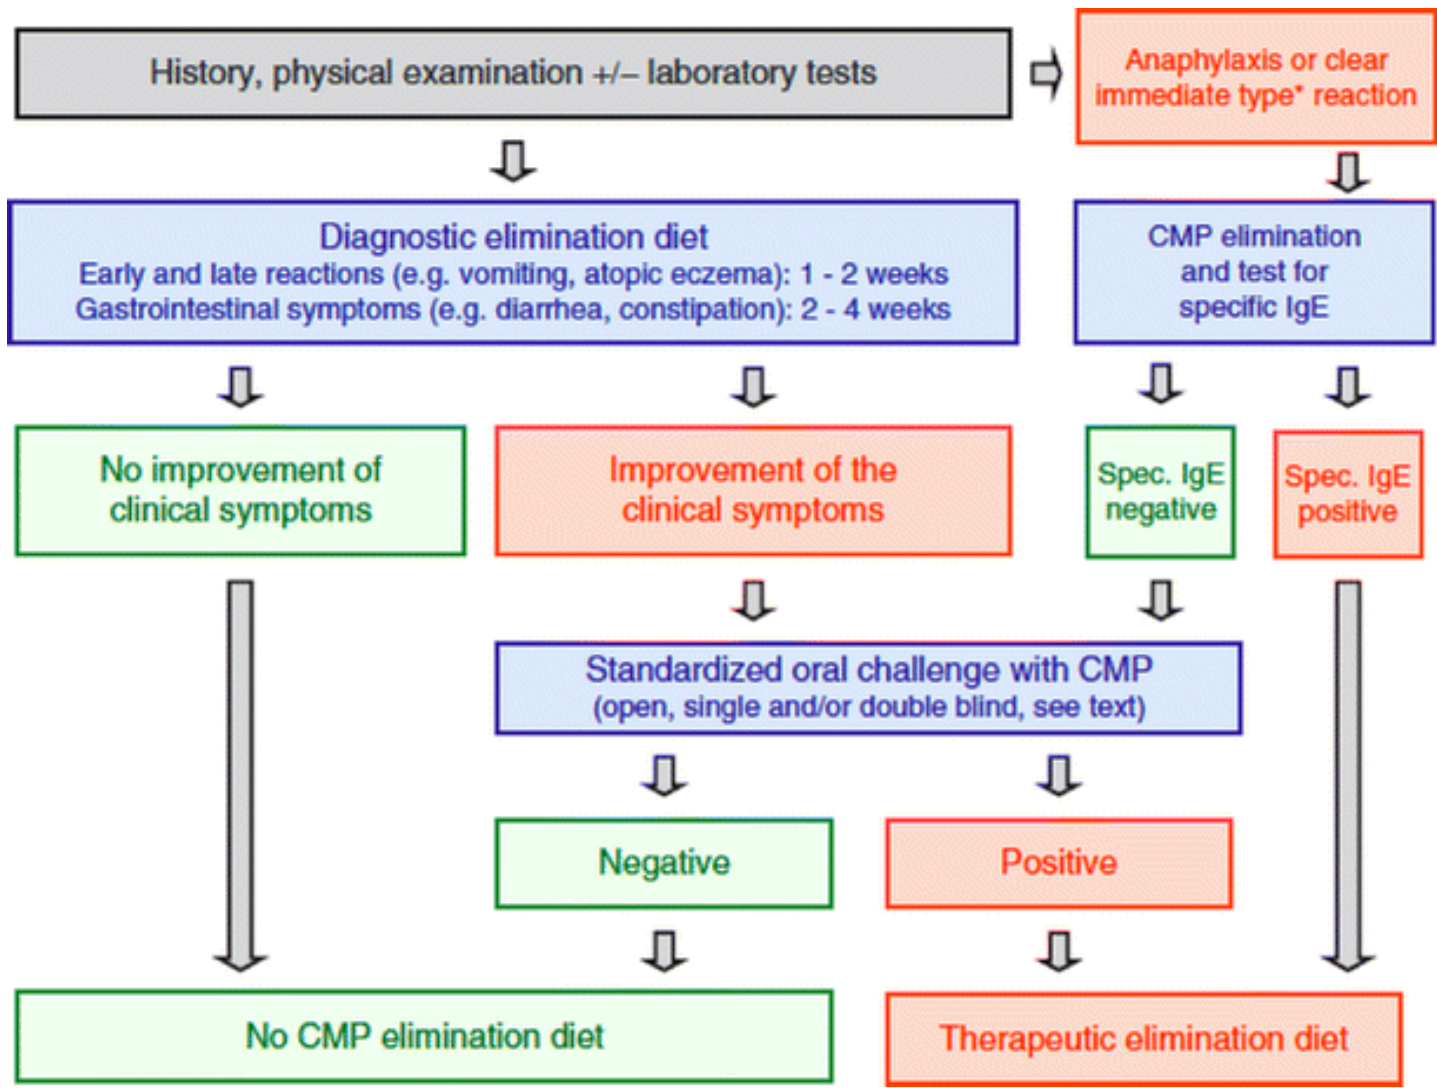 History, physical examination +/– laboratory tests
Anaphylaxis or clear
immediate type* reaction
Diagnostic elimination diet
Early and late reactions (e.g. vomiting, atopic eczema): 1 - 2 weeks
Gastrointestinal symptoms (e.g. diarrhea, constipation): 2 - 4 weeks
CMP elimination
and test for
specific IgE
No improvement of
clinical symptoms
Improvement of the
clinical symptoms
Spec. IgE
negative
Spec. IgE
positive
Standardized oral challenge with CMP
(open, single and/or double blind, see text)
Negative
Positive
No CMP elimination diet
Therapeutic elimination diet